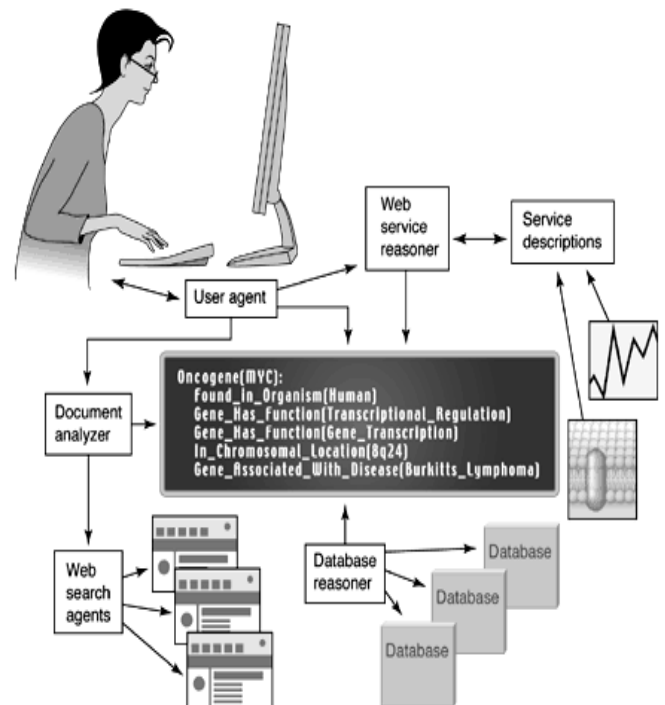 Web
service
reasoner
Service
descriptions
User agent
Oncogene(MYC):
Found_in_Organism(Human)
Gene_Has_Function(Transcriptional_Regulation)
Gene_Has_Function(Gene_Transcription)
In_Chromosomal_Location(8q24)
Gene_Associated_With_Disease(Burkitts_Lymphoma)
Document
analyzer
Web
search
agents
Database
reasoner
Database
Database
Database